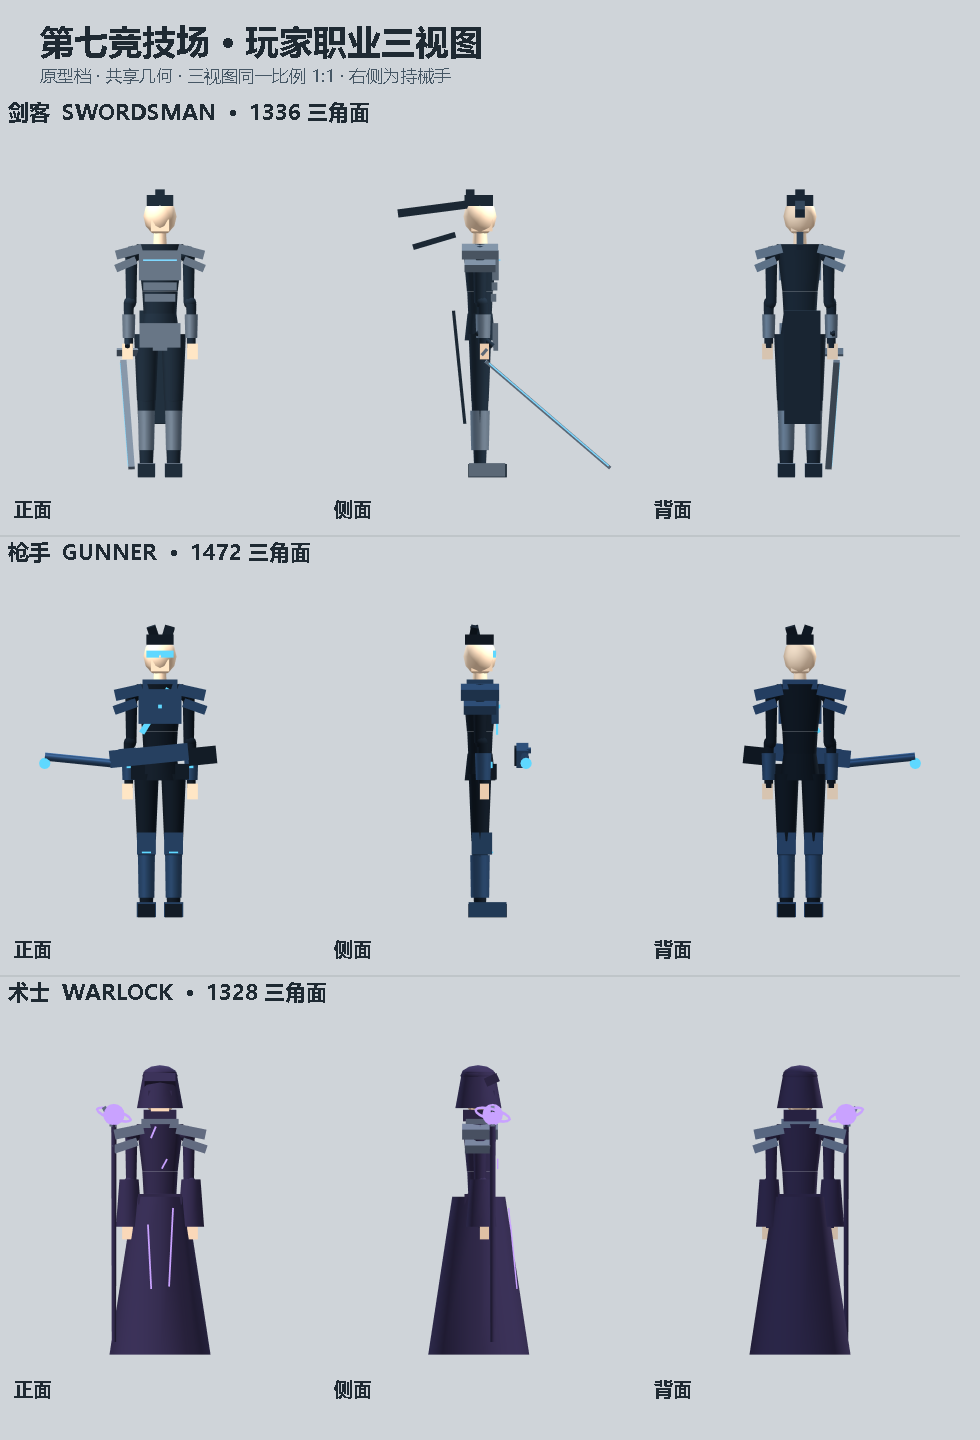 第七竞技场 • 玩家职业三视图
原型档 · 共享几何 · 三视图同一比例 1:1 · 右侧为持械手
剑客 SWORDSMAN • 1336 三角面
正面 侧面 背面
枪手 GUNNER • 1472 三角面
正面 侧面 背面
术士 WARLOCK • 1328 三角面
正面 侧面 背面